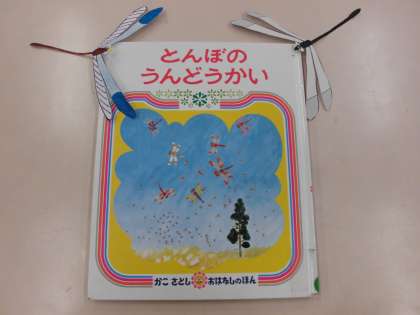 とんぼの
うんどうかい
かこ さとし おはなしのほん